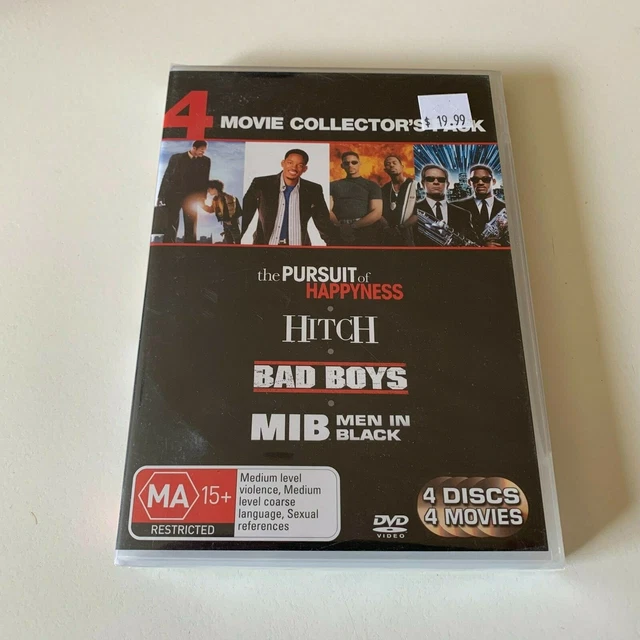 4 MOVIE COLLECTOR'S PACK
$ 19.99
the PURSUIT of
HAPPYNESS
HITCH
BAD BOYS
MIB MEN IN
BLACK
MA 15+
RESTRICTED
Medium level
violence, Medium
level coarse
language, Sexual
references
DVD
VIDEO
4 DISCS
4 MOVIES